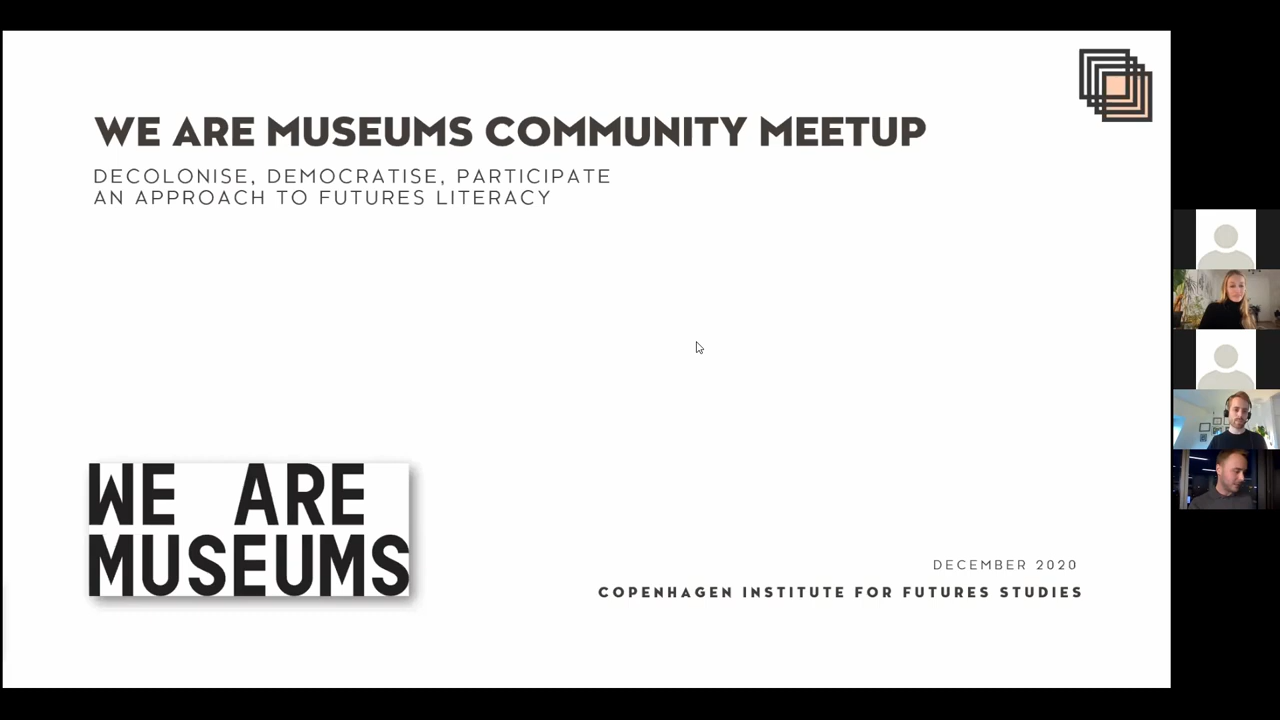 WE ARE MUSEUMS COMMUNITY MEETUP
DECOLONISE, DEMOCRATISE, PARTICIPATE
AN APPROACH TO FUTURES LITERACY
WE ARE
MUSEUMS
DECEMBER 2020
COPENHAGEN INSTITUTE FOR FUTURES STUDIES